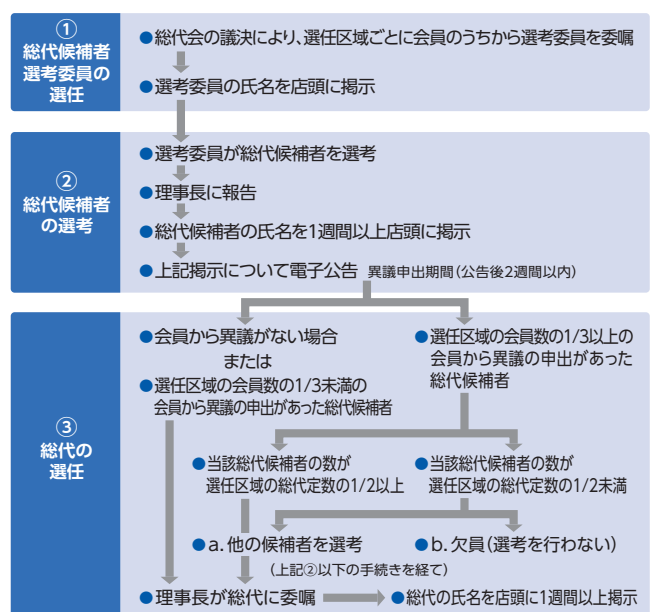 ①
総代候補者
選考委員の
選任
●総代会の議決により、選任区域ごとに会員のうちから選考委員を委嘱
●選考委員の氏名を店頭に掲示
②
総代候補者
の選考
●選考委員が総代候補者を選考
●理事長に報告
●総代候補者の氏名を1週間以上店頭に掲示
●上記掲示について電子公告 異議申出期間(公告後2週間以内)
③
総代の
選任
●会員から異議がない場合
または
●選任区域の会員数の1/3未満の
会員から異議の申出があった総代候補者
●選任区域の会員数の1/3以上の
会員から異議の申出があった
総代候補者
●当該総代候補者の数が
選任区域の総代定数の1/2以上
●当該総代候補者の数が
選任区域の総代定数の1/2未満
●a.他の候補者を選考
●b.欠員(選考を行わない)
(上記②以下の手続きを経て)
●理事長が総代に委嘱
●総代の氏名を店頭に1週間以上掲示